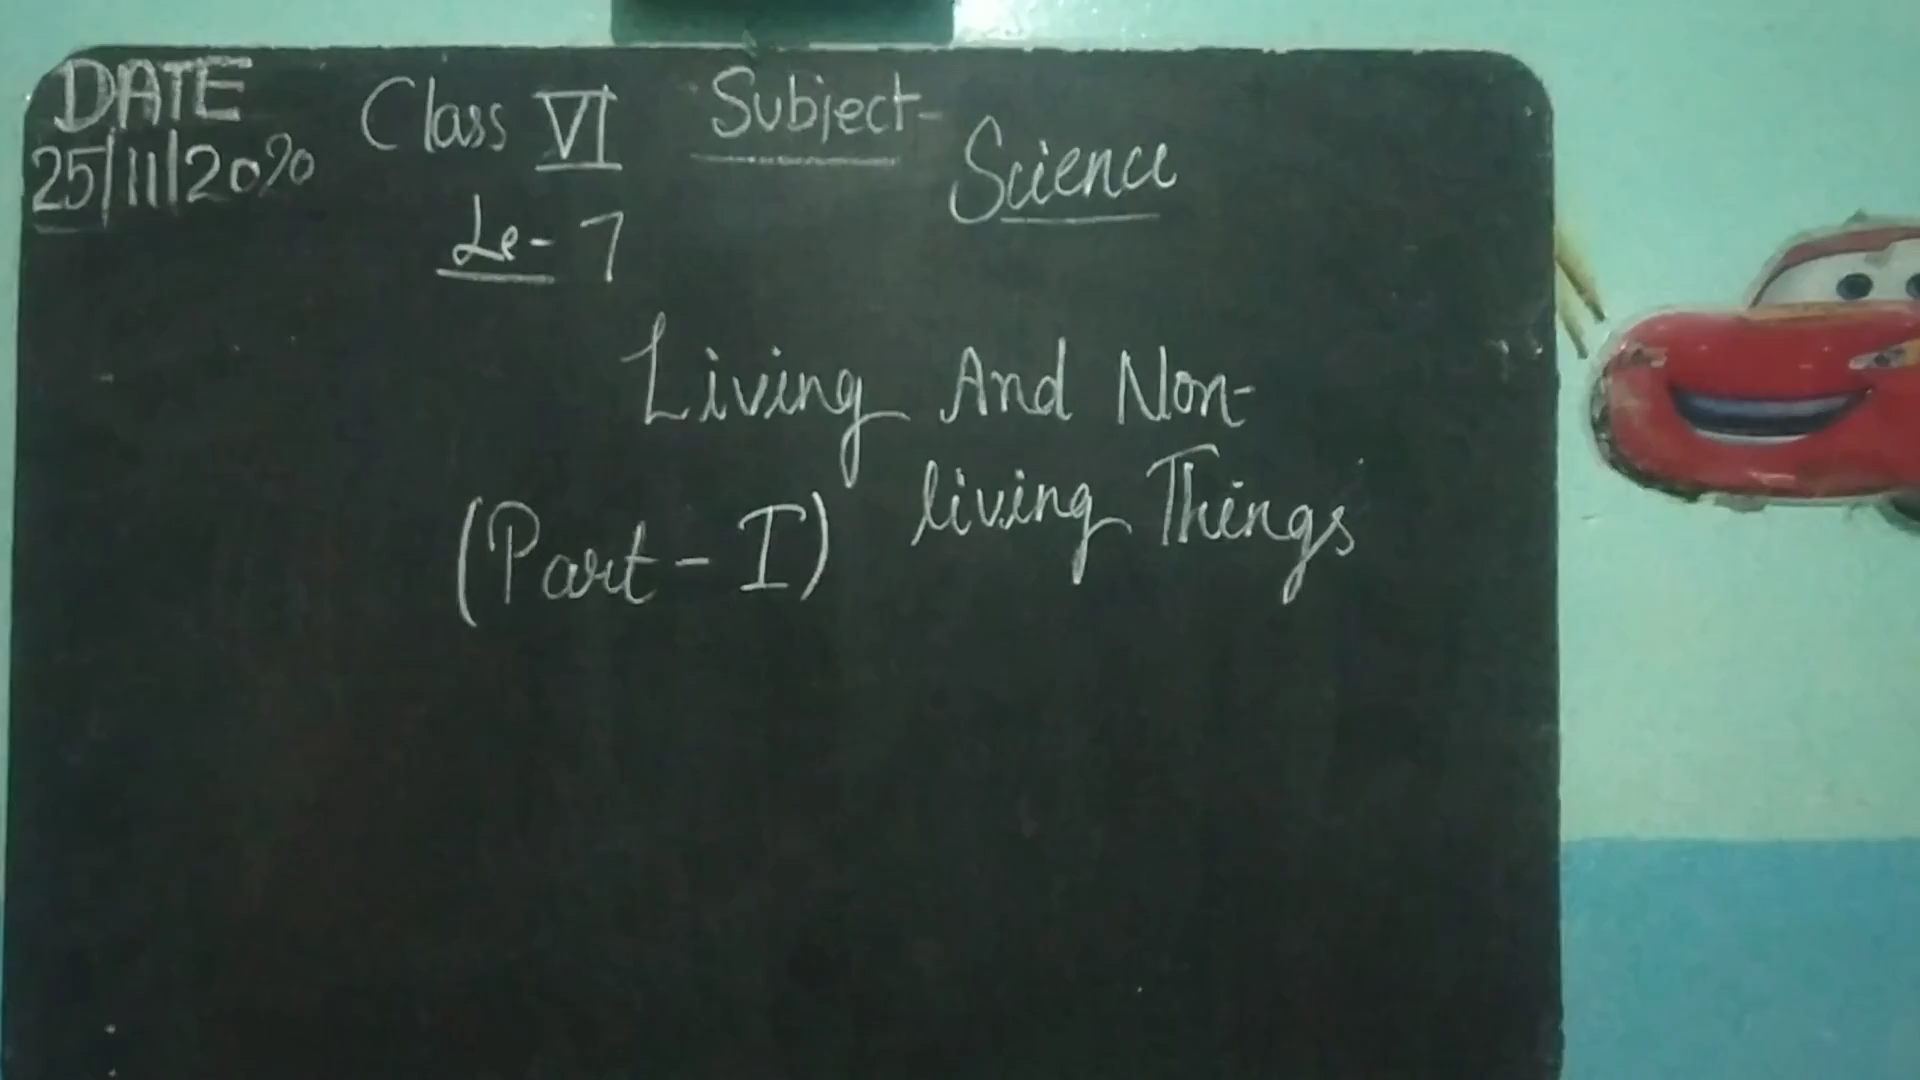 DATE
25/11/2020
Class VI Subject-
Science
Le- 7
Living And Non-
living Things
(Part - I)